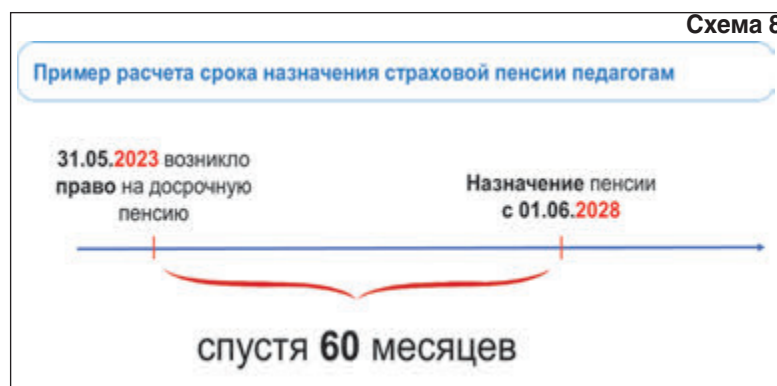 Схема 8
Пример расчета срока назначения страховой пенсии педагогам
31.05.2023 возникло
право на досрочную
пенсию
Назначение пенсии
с 01.06.2028
спустя 60 месяцев